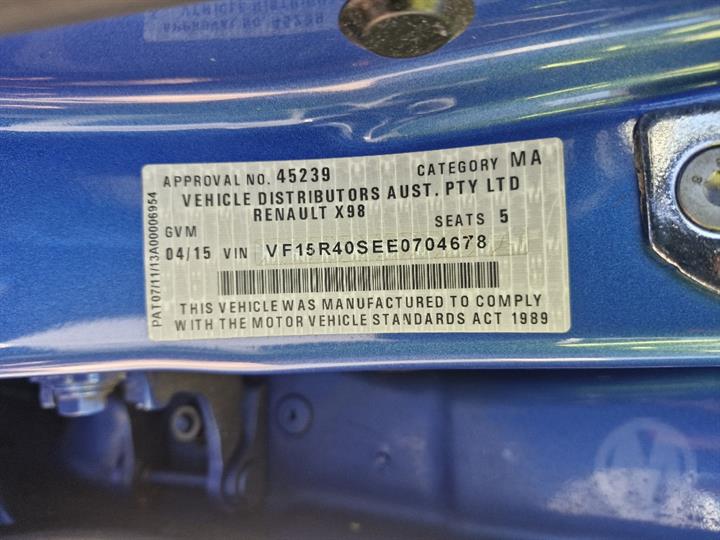 APPROVAL NO. 45239 CATEGORY MA
VEHICLE DISTRIBUTORS AUST. PTY LTD
RENAULT X98
GVM SEATS 5
04/15 VIN VF15R40SEE0704678
THIS VEHICLE WAS MANUFACTURED TO COMPLY
WITH THE MOTOR VEHICLE STANDARDS ACT 1989
PAT07/11/13A00006954